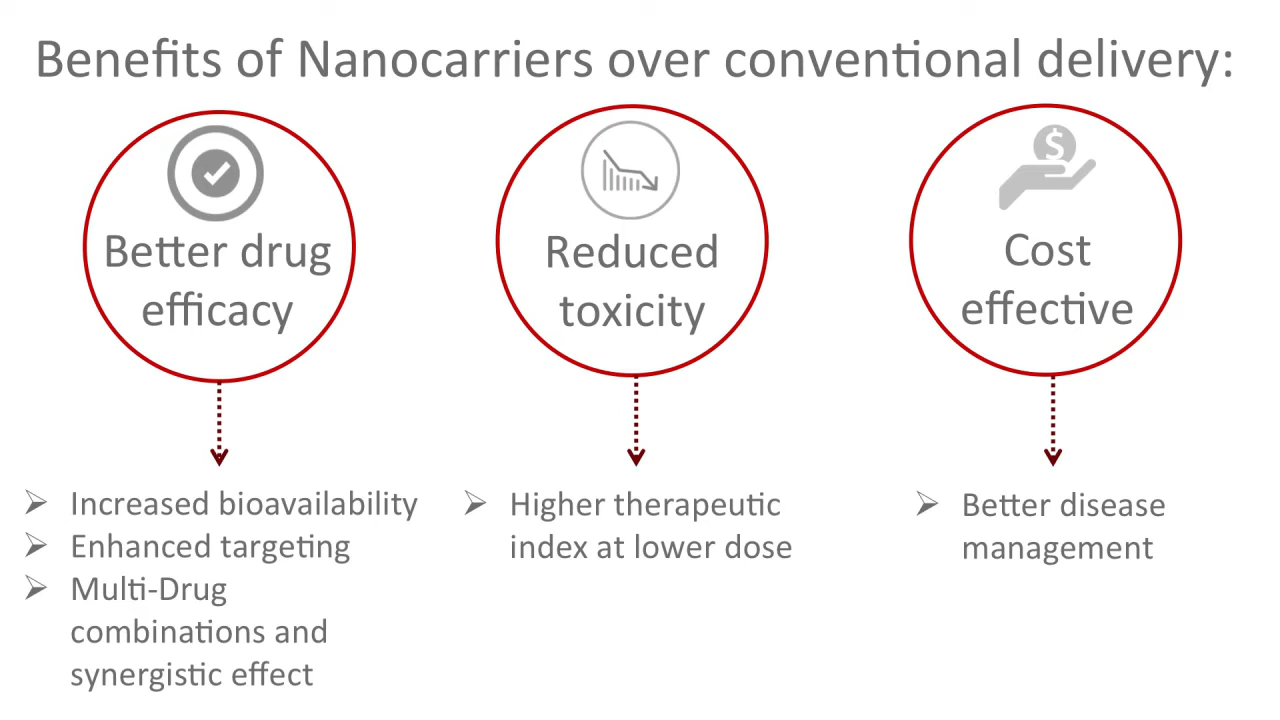 Benefits of Nanocarriers over conventional delivery:
Better drug
efficacy
Reduced
toxicity
$
Cost
effective
Increased bioavailability
Enhanced targeting
Multi-Drug
combinations and
synergistic effect
Higher therapeutic
index at lower dose
Better disease
management